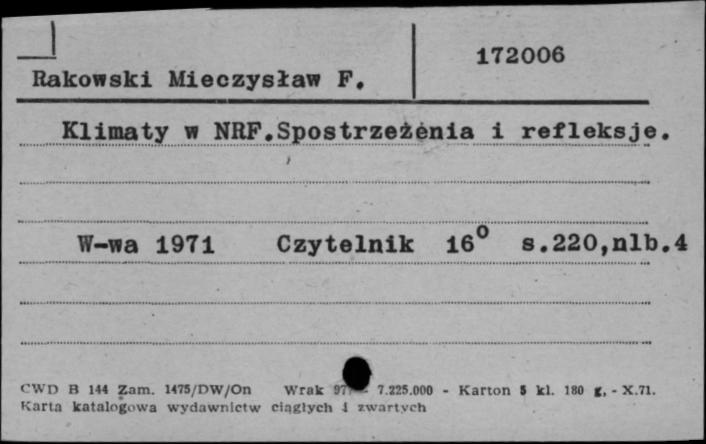 172006
Rakowski Mieczysław F.
Klimaty w NRF.Spostrzeżenia i refleksje.
W-wa 1971 Czytelnik 16⁰ s.220,nlb.4
CWD B 144 Zam. 1475/DW/On Wrak - 7.225.000 - Karton 5 kl. 180 g, - X.71.
Karta katalogowa wydawnictw ciągłych i zwartych